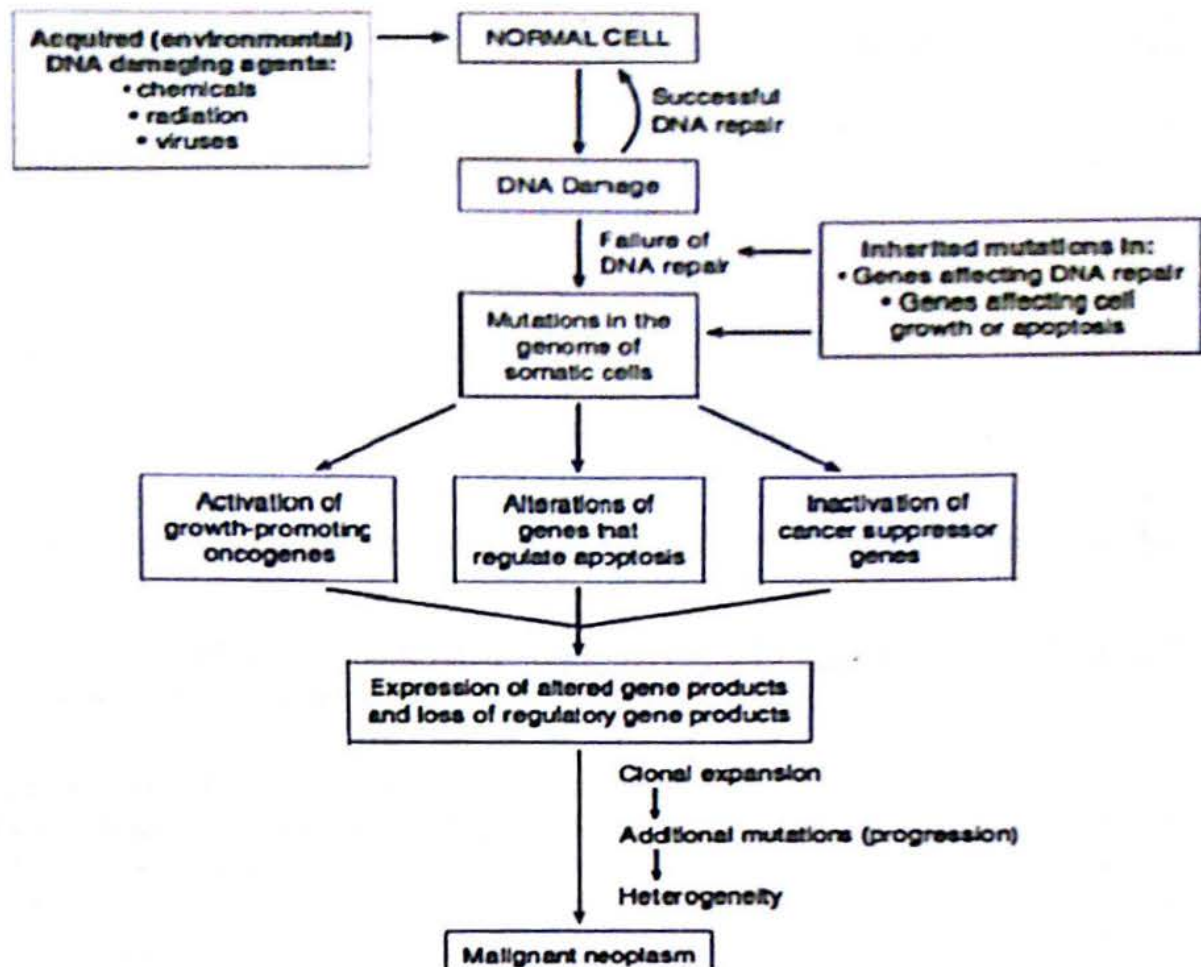 Acquired (environmental)
DNA damaging agents:
• chemicals
• radiation
• viruses
NORMAL CELL
Successful
DNA repair
DNA Damage
Failure of
DNA repair
Inherited mutations in:
• Genes affecting DNA repair
• Genes affecting cell
growth or apoptosis
Mutations in the
genome of
somatic cells
Activation of
growth-promoting
oncogenes
Alterations of
genes that
regulate apoptosis
Inactivation of
cancer suppressor
genes
Expression of altered gene products
and loss of regulatory gene products
Clonal expansion
Additional mutations (progression)
Heterogeneity
Malignant neoplasm